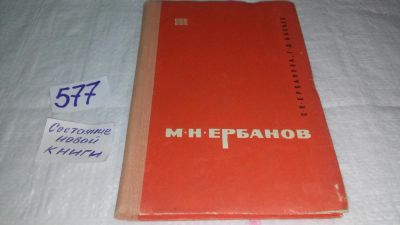 577
Состояние
новой
книги
М·Н·ЕРБАНОВ